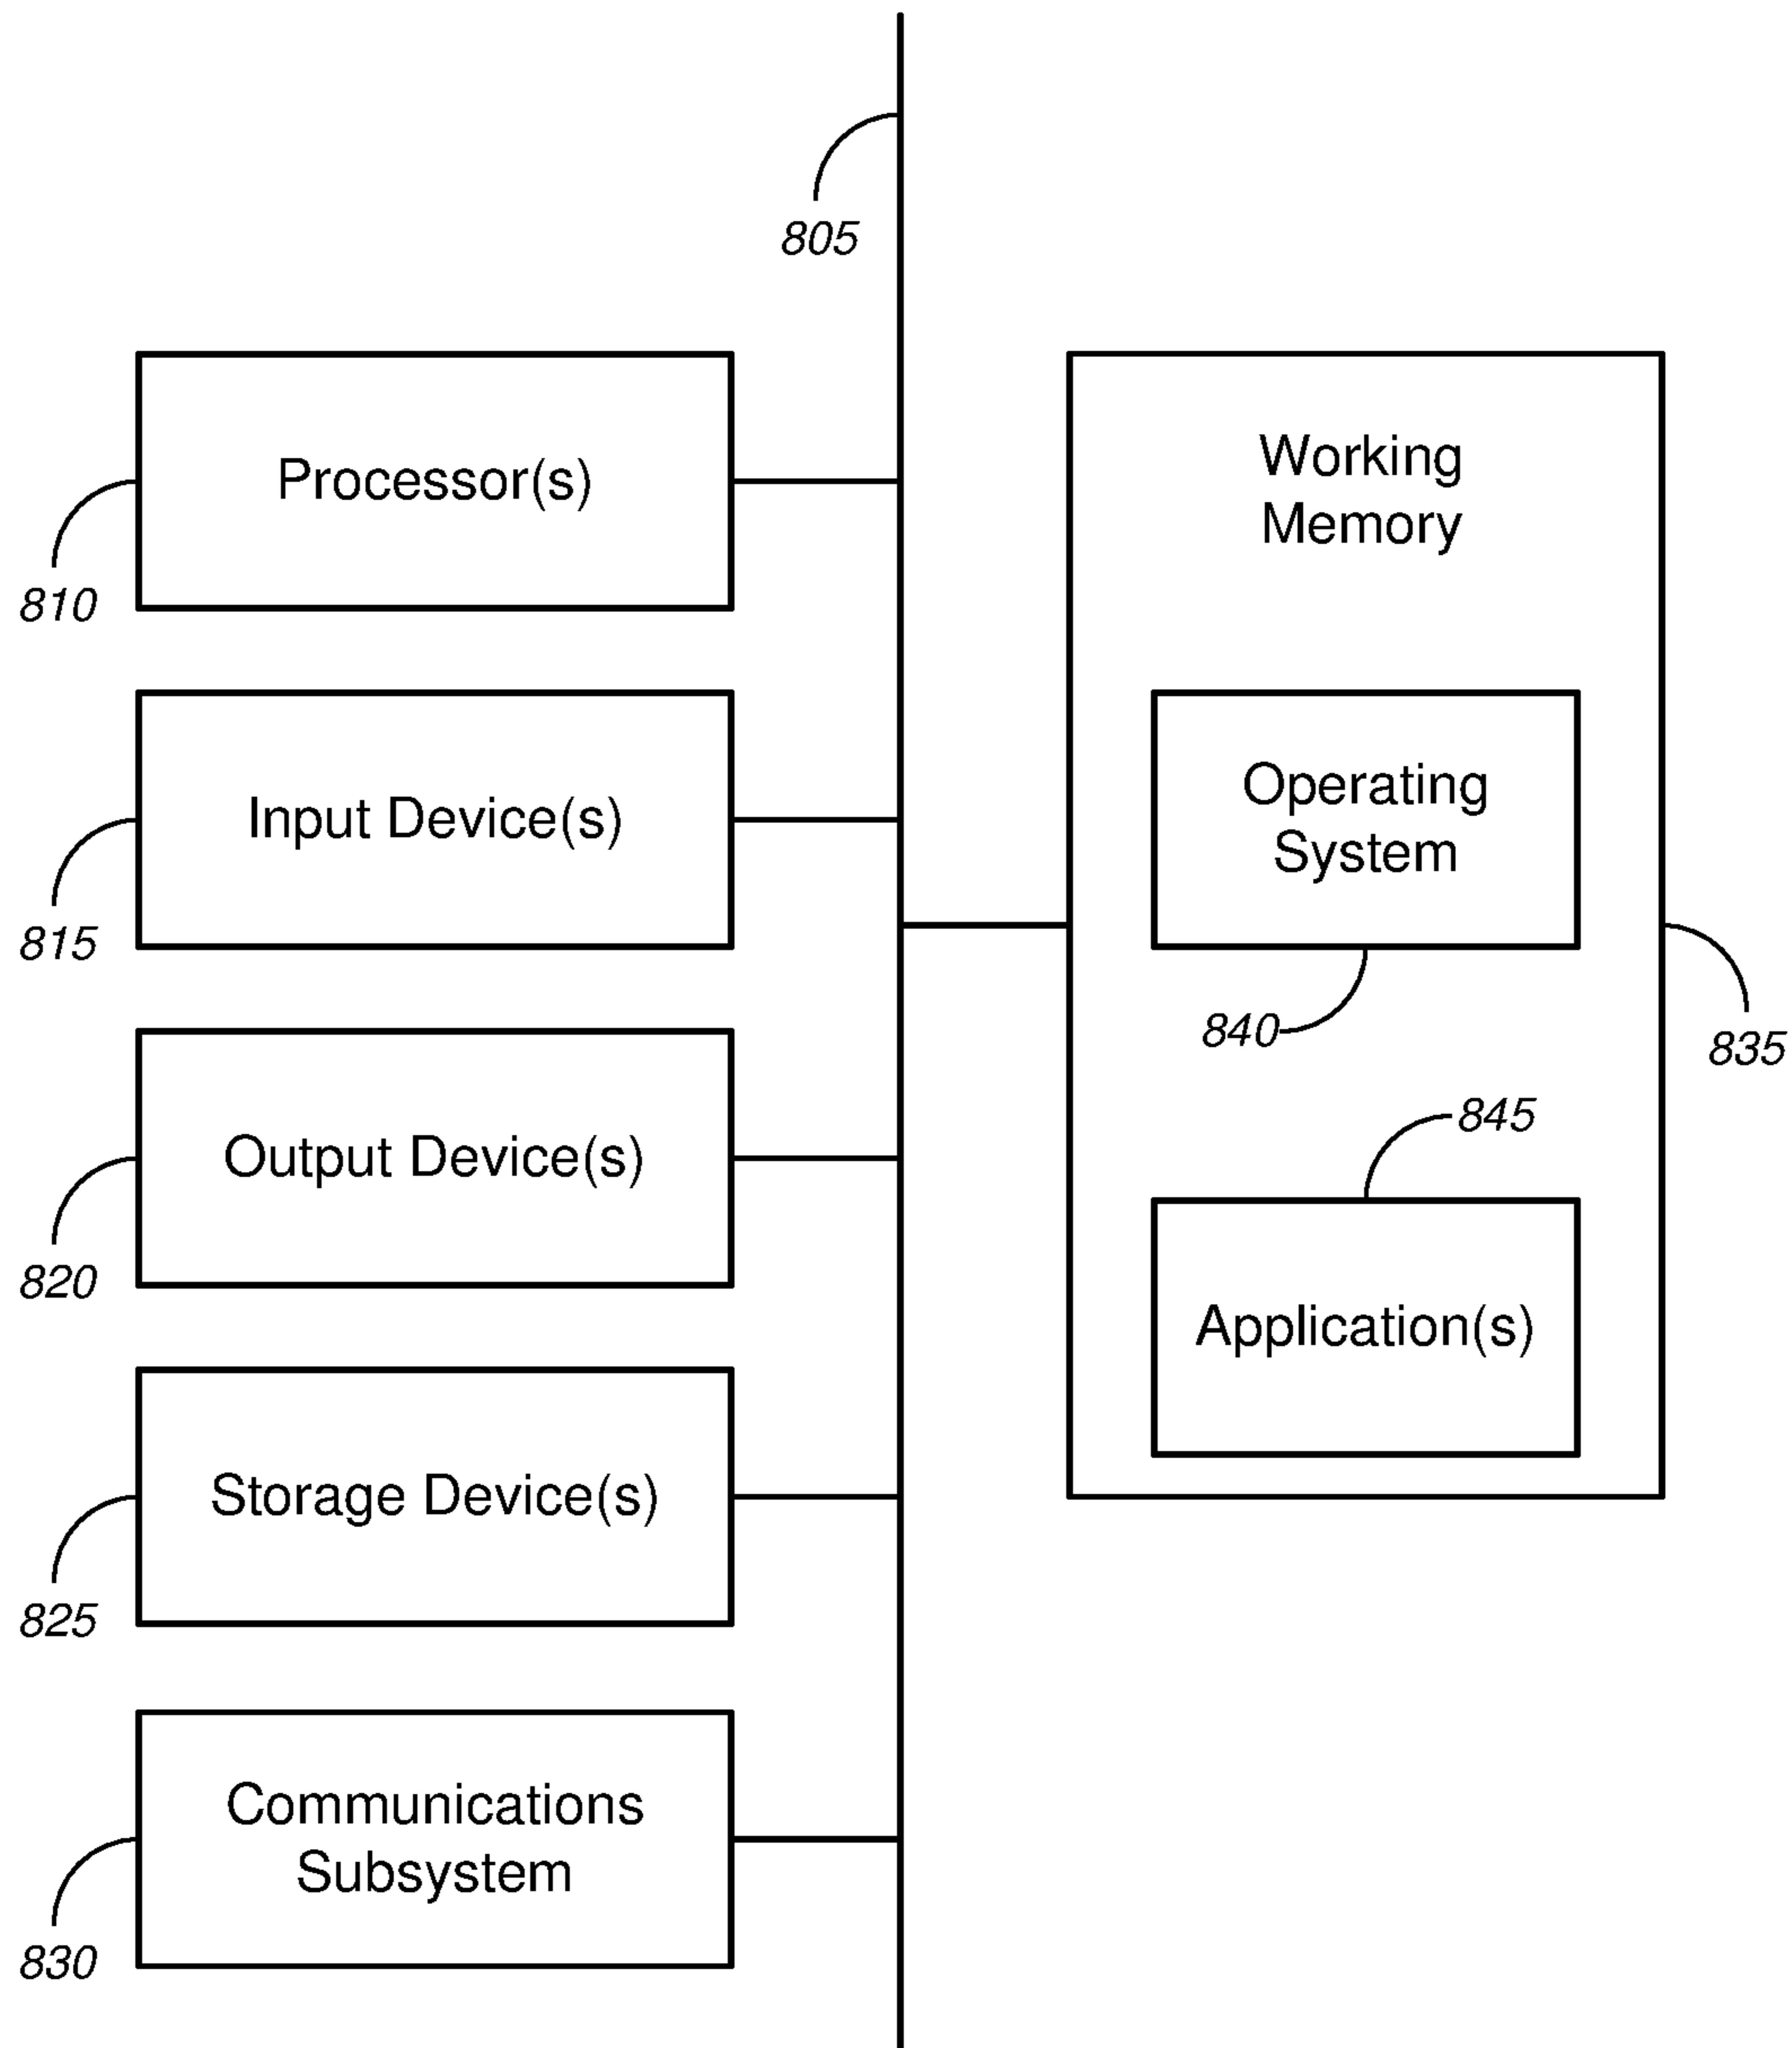 805
Processor(s)
810
Input Device(s)
815
Output Device(s)
820
Storage Device(s)
825
Communications
Subsystem
830
Working
Memory
Operating
System
840
835
845
Application(s)